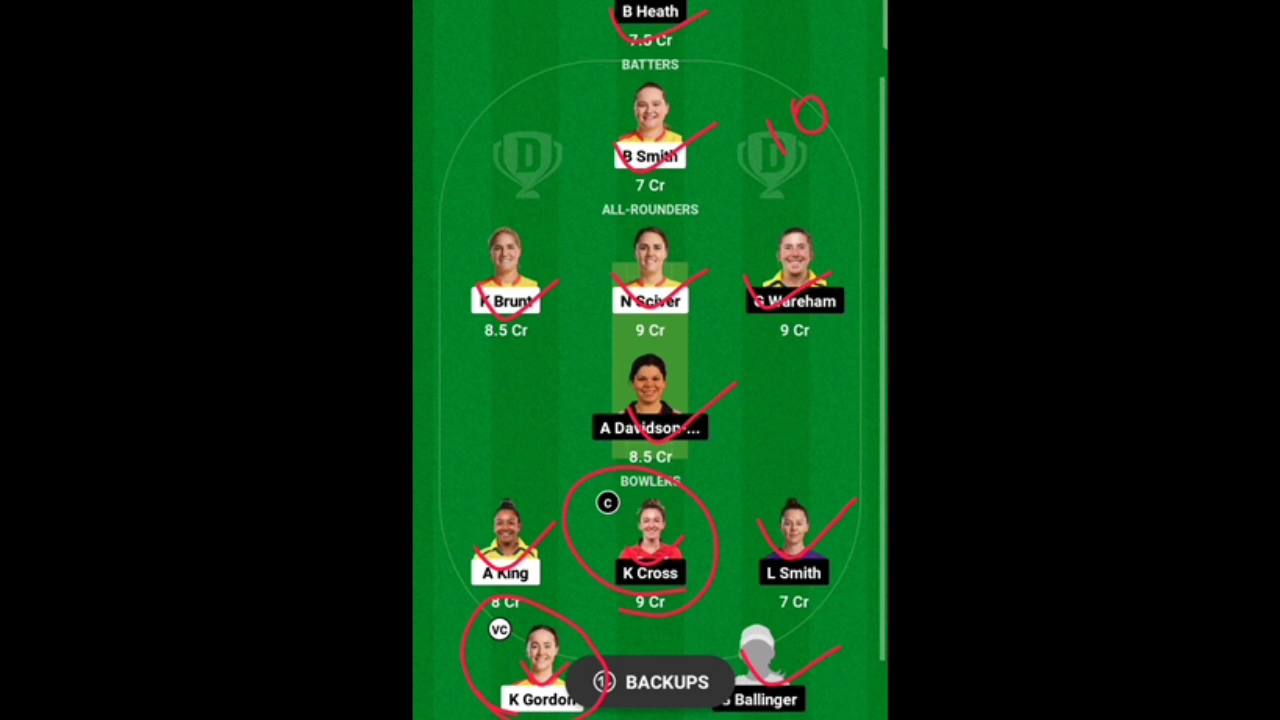 B Heath
7.5 Cr
BATTERS
10
B Smith
7 Cr
ALL-ROUNDERS
K Brunt
N Sciver
G Wareham
8.5 Cr
9 Cr
9 Cr
A Davidson-...
8.5 Cr
BOWLERS
C
A King
K Cross
L Smith
8 Cr
9 Cr
7 Cr
VC
K Gordon
BACKUPS
Ballinger